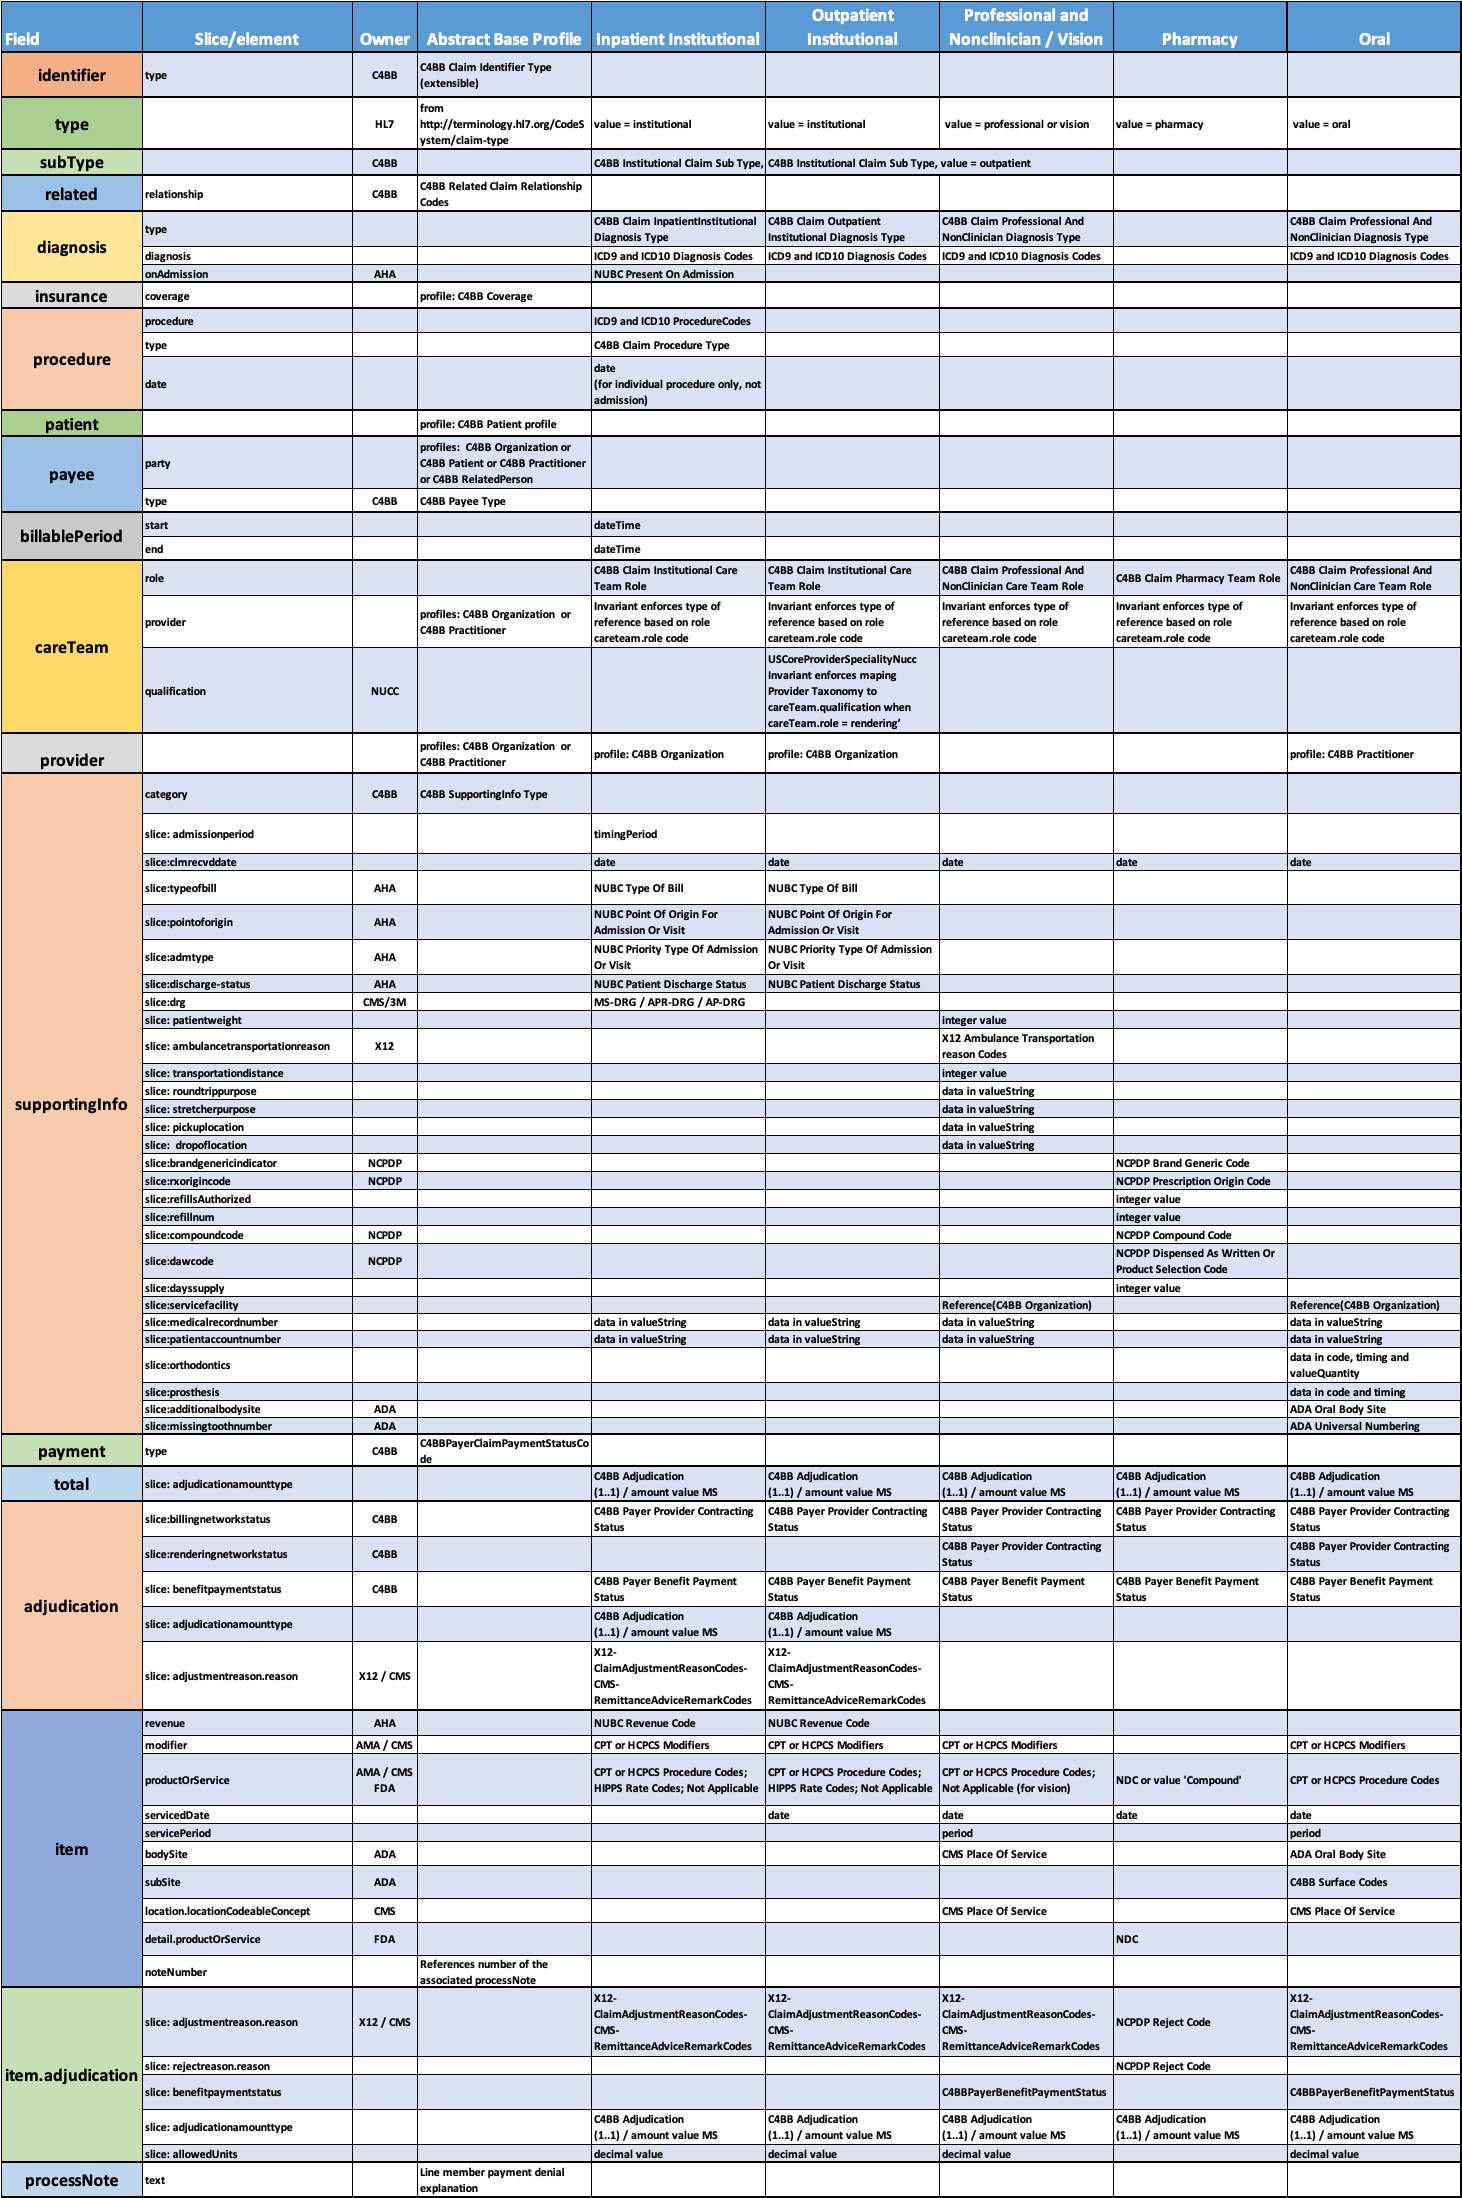 Field Slice/element Owner Abstract Base Profile Inpatient Institutional Outpatient Institutional Professional and Nonclinician / Vision Pharmacy Oral
identifier type C4BB C4BB Claim Identifier Type (extensible)
type HL7 from http://terminology.hl7.org/CodeSystem/claim-type value = institutional value = institutional value = professional or vision value = pharmacy value = oral
subType C4BB C4BB Institutional Claim Sub Type, C4BB Institutional Claim Sub Type, value = outpatient
related relationship C4BB C4BB Related Claim Relationship Codes
diagnosis type C4BB Claim InpatientInstitutional Diagnosis Type C4BB Claim Outpatient Institutional Diagnosis Type C4BB Claim Professional And NonClinician Diagnosis Type C4BB Claim Professional And NonClinician Diagnosis Type
diagnosis ICD9 and ICD10 Diagnosis Codes ICD9 and ICD10 Diagnosis Codes ICD9 and ICD10 Diagnosis Codes ICD9 and ICD10 Diagnosis Codes
onAdmission AHA NUBC Present On Admission
insurance coverage profile: C4BB Coverage
procedure procedure ICD9 and ICD10 ProcedureCodes
type C4BB Claim Procedure Type
date date (for individual procedure only, not admission)
patient profile: C4BB Patient profile
payee party profiles: C4BB Organization or C4BB Patient or C4BB Practitioner or C4BB RelatedPerson
type C4BB C4BB Payee Type
billablePeriod start dateTime
end dateTime
careTeam role C4BB Claim Institutional Care Team Role C4BB Claim Institutional Care Team Role C4BB Claim Professional And NonClinician Care Team Role C4BB Claim Pharmacy Team Role C4BB Claim Professional And NonClinician Care Team Role
provider profiles: C4BB Organization or C4BB Practitioner Invariant enforces type of reference based on role careteam.role code Invariant enforces type of reference based on role careteam.role code Invariant enforces type of reference based on role careteam.role code Invariant enforces type of reference based on role careteam.role code Invariant enforces type of reference based on role careteam.role code
qualification NUCC USCoreProviderSpecialityNucc Invariant enforces maping Provider Taxonomy to careTeam.qualification when careTeam.role = rendering’
provider profiles: C4BB Organization or C4BB Practitioner profile: C4BB Organization profile: C4BB Organization profile: C4BB Practitioner
supportingInfo category C4BB C4BB SupportingInfo Type
slice: admissionperiod timingPeriod
slice:clmrecvddate date date date date date
slice:typeofbill AHA NUBC Type Of Bill NUBC Type Of Bill
slice:pointoforigin AHA NUBC Point Of Origin For Admission Or Visit NUBC Point Of Origin For Admission Or Visit
slice:admtype AHA NUBC Priority Type Of Admission Or Visit NUBC Priority Type Of Admission Or Visit
slice:discharge-status AHA NUBC Patient Discharge Status NUBC Patient Discharge Status
slice:drg CMS/3M MS-DRG / APR-DRG / AP-DRG
slice: patientweight integer value
slice: ambulancetransportationreason X12 X12 Ambulance Transportation reason Codes
slice: transportationdistance integer value
slice: roundtrippurpose data in valueString
slice: stretcherpurpose data in valueString
slice: pickuplocation data in valueString
slice: dropoflocation data in valueString
slice:brandgenericindicator NCPDP NCPDP Brand Generic Code
slice:rxorigincode NCPDP NCPDP Prescription Origin Code
slice:refillsAuthorized integer value
slice:refillnum integer value
slice:compoundcode NCPDP NCPDP Compound Code
slice:dawcode NCPDP NCPDP Dispensed As Written Or Product Selection Code
slice:dayssupply integer value
slice:servicefacility Reference(C4BB Organization) Reference(C4BB Organization)
slice:medicalrecordnumber data in valueString data in valueString data in valueString data in valueString
slice:patientaccountnumber data in valueString data in valueString data in valueString data in valueString
slice:orthodontics data in code, timing and valueQuantity
slice:prosthesis data in code and timing
slice:additionalbodysite ADA ADA Oral Body Site
slice:missingtoothnumber ADA ADA Universal Numbering
payment type C4BB C4BBPayerClaimPaymentStatusCode
total slice: adjudicationamounttype C4BB Adjudication (1..1) / amount value MS C4BB Adjudication (1..1) / amount value MS C4BB Adjudication (1..1) / amount value MS C4BB Adjudication (1..1) / amount value MS C4BB Adjudication (1..1) / amount value MS
adjudication slice:billingnetworkstatus C4BB C4BB Payer Provider Contracting Status C4BB Payer Provider Contracting Status C4BB Payer Provider Contracting Status C4BB Payer Provider Contracting Status C4BB Payer Provider Contracting Status
slice:renderingnetworkstatus C4BB C4BB Payer Provider Contracting Status C4BB Payer Provider Contracting Status
slice: benefitpaymentstatus C4BB C4BB Payer Benefit Payment Status C4BB Payer Benefit Payment Status C4BB Payer Benefit Payment Status C4BB Payer Benefit Payment Status C4BB Payer Benefit Payment Status
slice: adjudicationamounttype C4BB Adjudication (1..1) / amount value MS C4BB Adjudication (1..1) / amount value MS
slice: adjustmentreason.reason X12 / CMS X12-ClaimAdjustmentReasonCodes-CMS-RemittanceAdviceRemarkCodes X12-ClaimAdjustmentReasonCodes-CMS-RemittanceAdviceRemarkCodes
item revenue AHA NUBC Revenue Code NUBC Revenue Code
modifier AMA / CMS CPT or HCPCS Modifiers CPT or HCPCS Modifiers CPT or HCPCS Modifiers CPT or HCPCS Modifiers
productOrService AMA / CMS FDA CPT or HCPCS Procedure Codes; HIPPS Rate Codes; Not Applicable CPT or HCPCS Procedure Codes; HIPPS Rate Codes; Not Applicable CPT or HCPCS Procedure Codes; Not Applicable (for vision) NDC or value 'Compound' CPT or HCPCS Procedure Codes
servicedDate date date date date
servicePeriod period period
bodySite ADA CMS Place Of Service ADA Oral Body Site
subSite ADA C4BB Surface Codes
location.locationCodeableConcept CMS CMS Place Of Service CMS Place Of Service
detail.productOrService FDA NDC
noteNumber References number of the associated processNote
item.adjudication slice: adjustmentreason.reason X12 / CMS X12-ClaimAdjustmentReasonCodes-CMS-RemittanceAdviceRemarkCodes X12-ClaimAdjustmentReasonCodes-CMS-RemittanceAdviceRemarkCodes X12-ClaimAdjustmentReasonCodes-CMS-RemittanceAdviceRemarkCodes NCPDP Reject Code X12-ClaimAdjustmentReasonCodes-CMS-RemittanceAdviceRemarkCodes
slice: rejectreason.reason NCPDP Reject Code
slice: benefitpaymentstatus C4BBPayerBenefitPaymentStatus C4BBPayerBenefitPaymentStatus
slice: adjudicationamounttype C4BB Adjudication (1..1) / amount value MS C4BB Adjudication (1..1) / amount value MS C4BB Adjudication (1..1) / amount value MS C4BB Adjudication (1..1) / amount value MS C4BB Adjudication (1..1) / amount value MS
slice: allowedUnits decimal value decimal value decimal value decimal value
processNote text Line member payment denial explanation